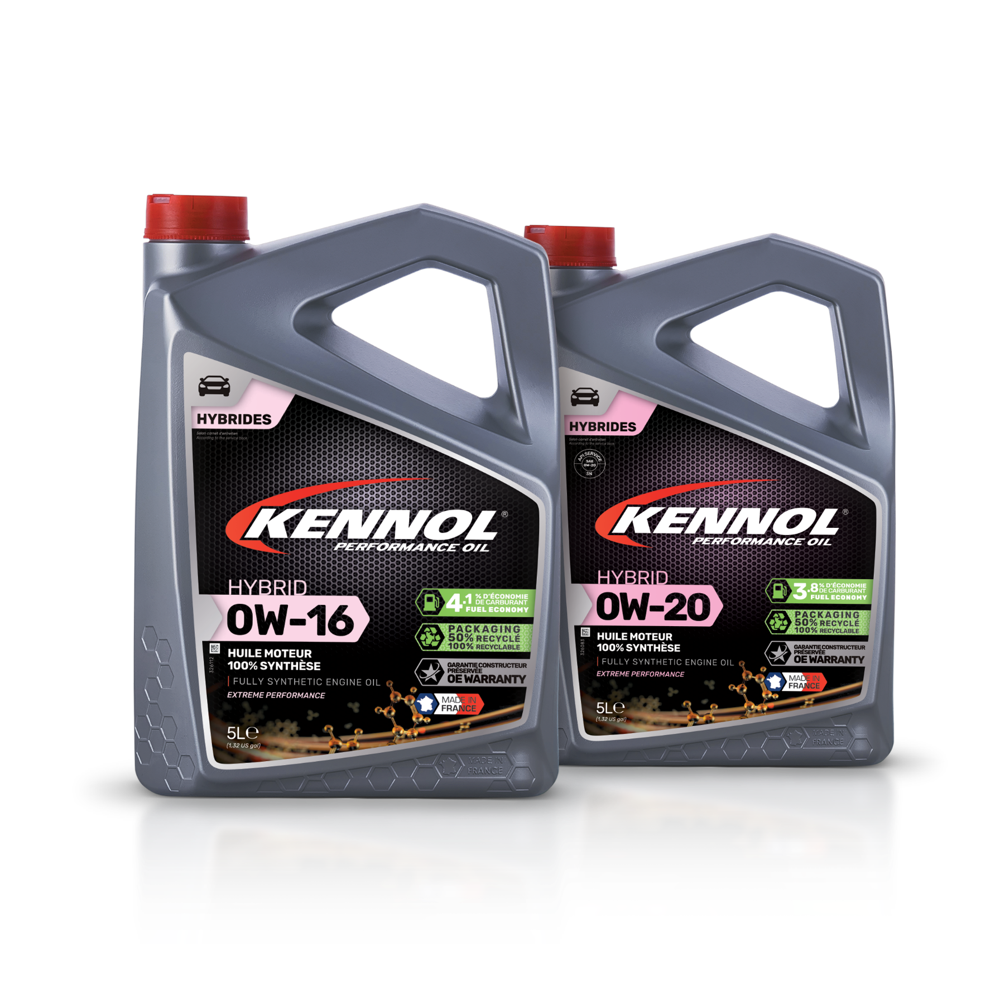 HYBRIDES
Selon carnet d'entretien
According to the service book
KENNOL®
PERFORMANCE OIL
HYBRID
0W-16
4.1% D'ÉCONOMIE
DE CARBURANT
FUEL ECONOMY
PACKAGING
50% RECYCLÉ
100% RECYCLABLE
GARANTIE CONSTRUCTEUR
PRÉSERVÉE
OE WARRANTY
326112
HUILE MOTEUR
100% SYNTHÈSE
FULLY SYNTHETIC ENGINE OIL
EXTREME PERFORMANCE
MADE IN
FRANCE
5L℮
(1,32 US gal)
MADE IN
FRANCE
HYBRIDES
Selon carnet d'entretien
According to the service book
API SERVICE
SAE
0W-20
SN
KENNOL®
PERFORMANCE OIL
HYBRID
0W-20
3.8% D'ÉCONOMIE
DE CARBURANT
FUEL ECONOMY
PACKAGING
50% RECYCLÉ
100% RECYCLABLE
GARANTIE CONSTRUCTEUR
PRÉSERVÉE
OE WARRANTY
326083
HUILE MOTEUR
100% SYNTHÈSE
FULLY SYNTHETIC ENGINE OIL
EXTREME PERFORMANCE
MADE IN
FRANCE
5L℮
(1,32 US gal)
MADE IN
FRANCE